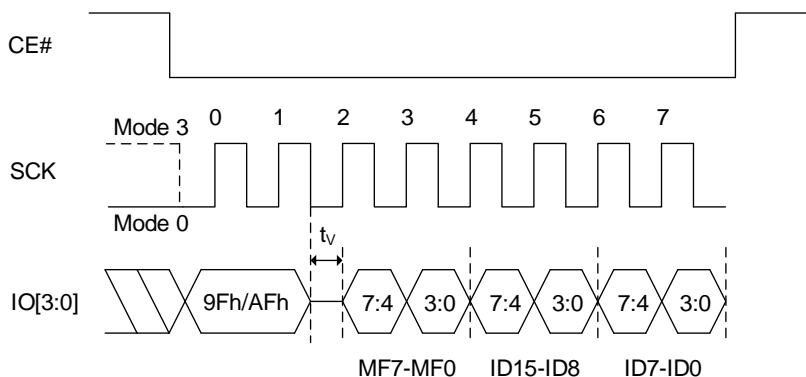 CE#
Mode 3 0 1 2 3 4 5 6 7
SCK
Mode 0
tV
IO[3:0] 9Fh/AFh 7:4 3:0 7:4 3:0 7:4 3:0
MF7-MF0 ID15-ID8 ID7-ID0